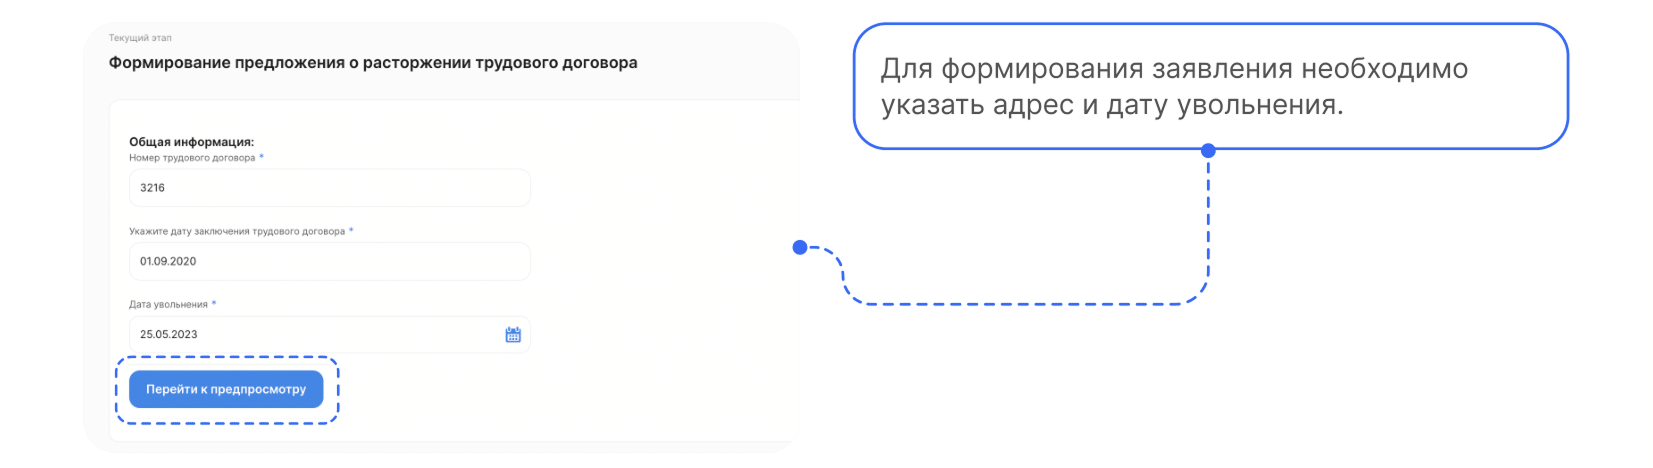 Текущий этап
Формирование предложения о расторжении трудового договора
Общая информация:
Номер трудового договора *
3216
Укажите дату заключения трудового договора *
01.09.2020
Дата увольнения *
25.05.2023
Перейти к предпросмотру
Для формирования заявления необходимо
указать адрес и дату увольнения.